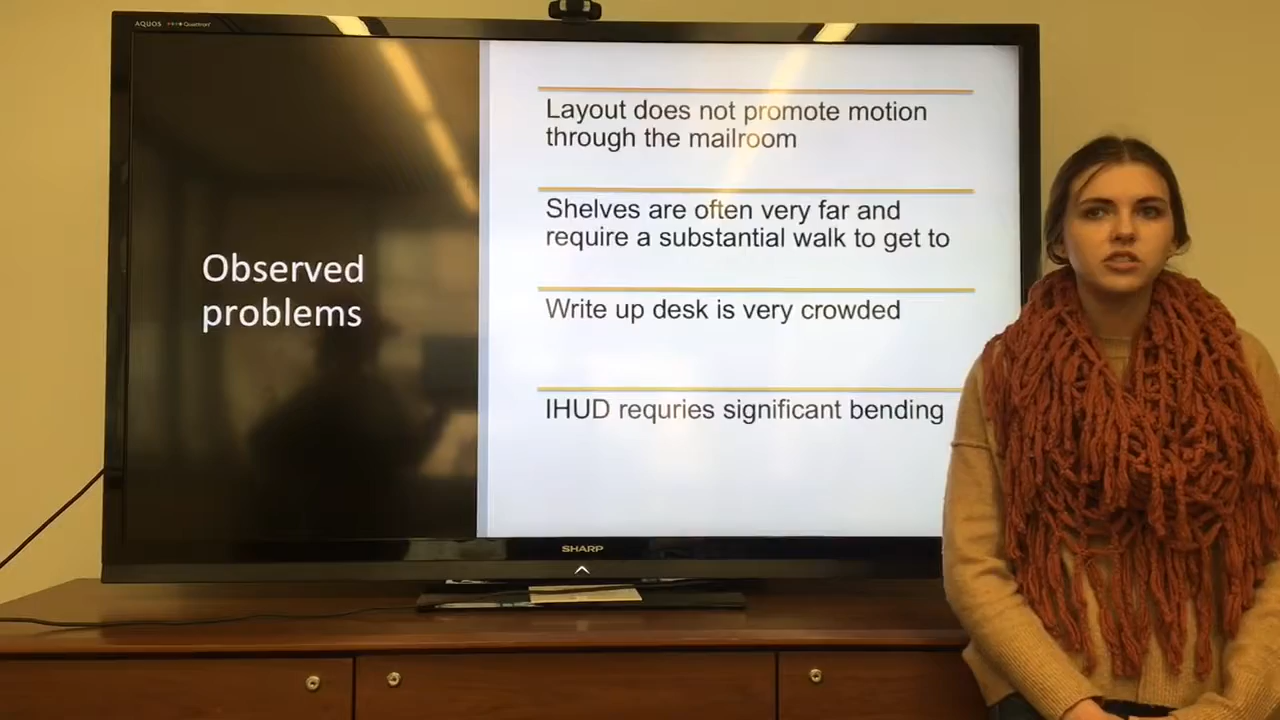 AQUOS
Quattron
Observed
problems
Layout does not promote motion
through the mailroom
Shelves are often very far and
require a substantial walk to get to
Write up desk is very crowded
IHUD requries significant bending
SHARP